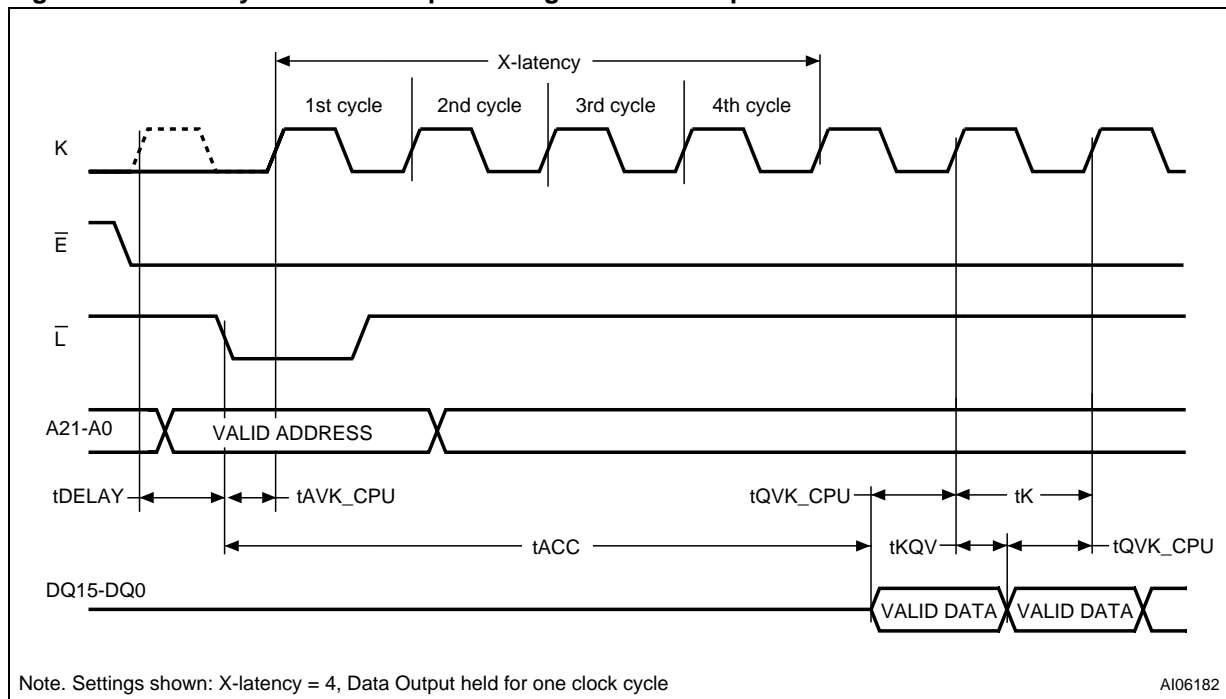 X-latency
1st cycle 2nd cycle 3rd cycle 4th cycle
K
E
L
A21-A0 VALID ADDRESS
tDELAY tAVK_CPU tQVK_CPU tK
tACC tKQV tQVK_CPU
DQ15-DQ0
VALID DATA VALID DATA
Note. Settings shown: X-latency = 4, Data Output held for one clock cycle AI06182